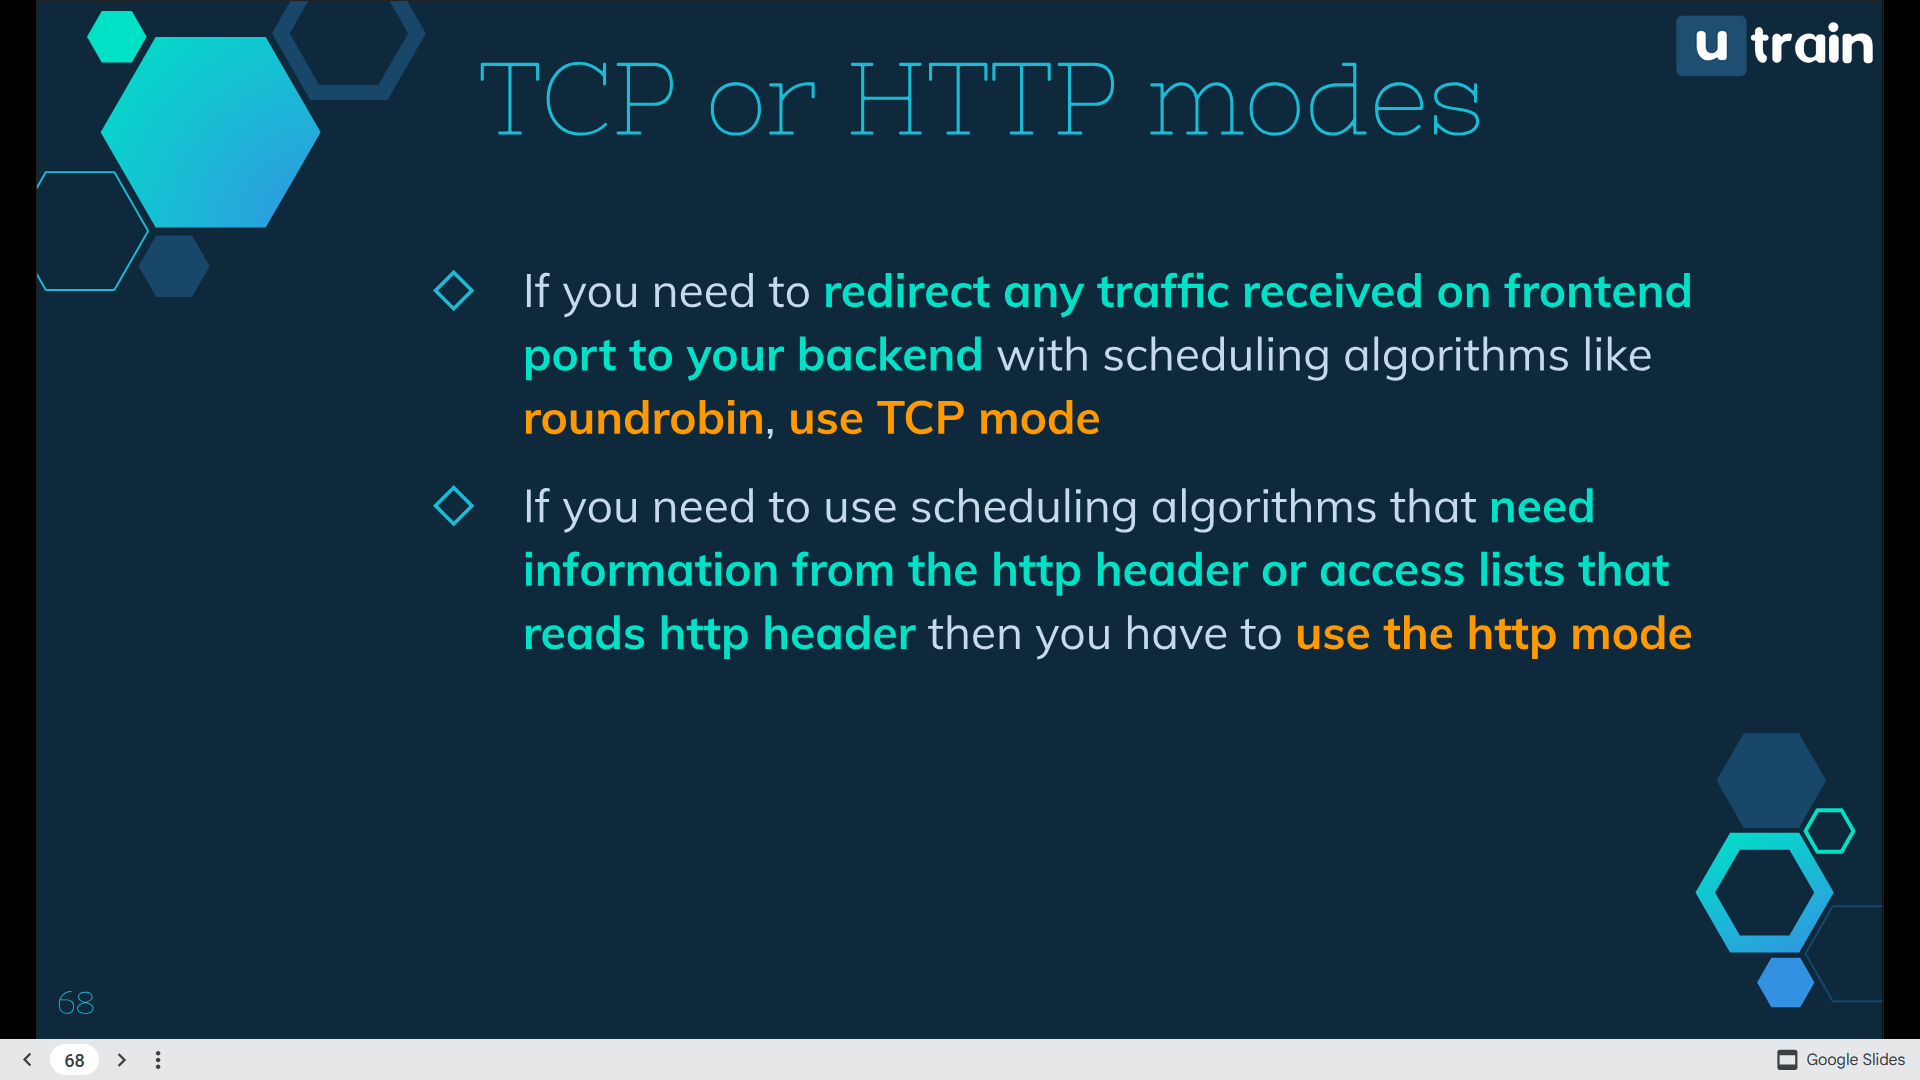 u train
TCP or HTTP modes
If you need to redirect any traffic received on frontend
port to your backend with scheduling algorithms like
roundrobin, use TCP mode
If you need to use scheduling algorithms that need
information from the http header or access lists that
reads http header then you have to use the http mode
68
68
Google Slides